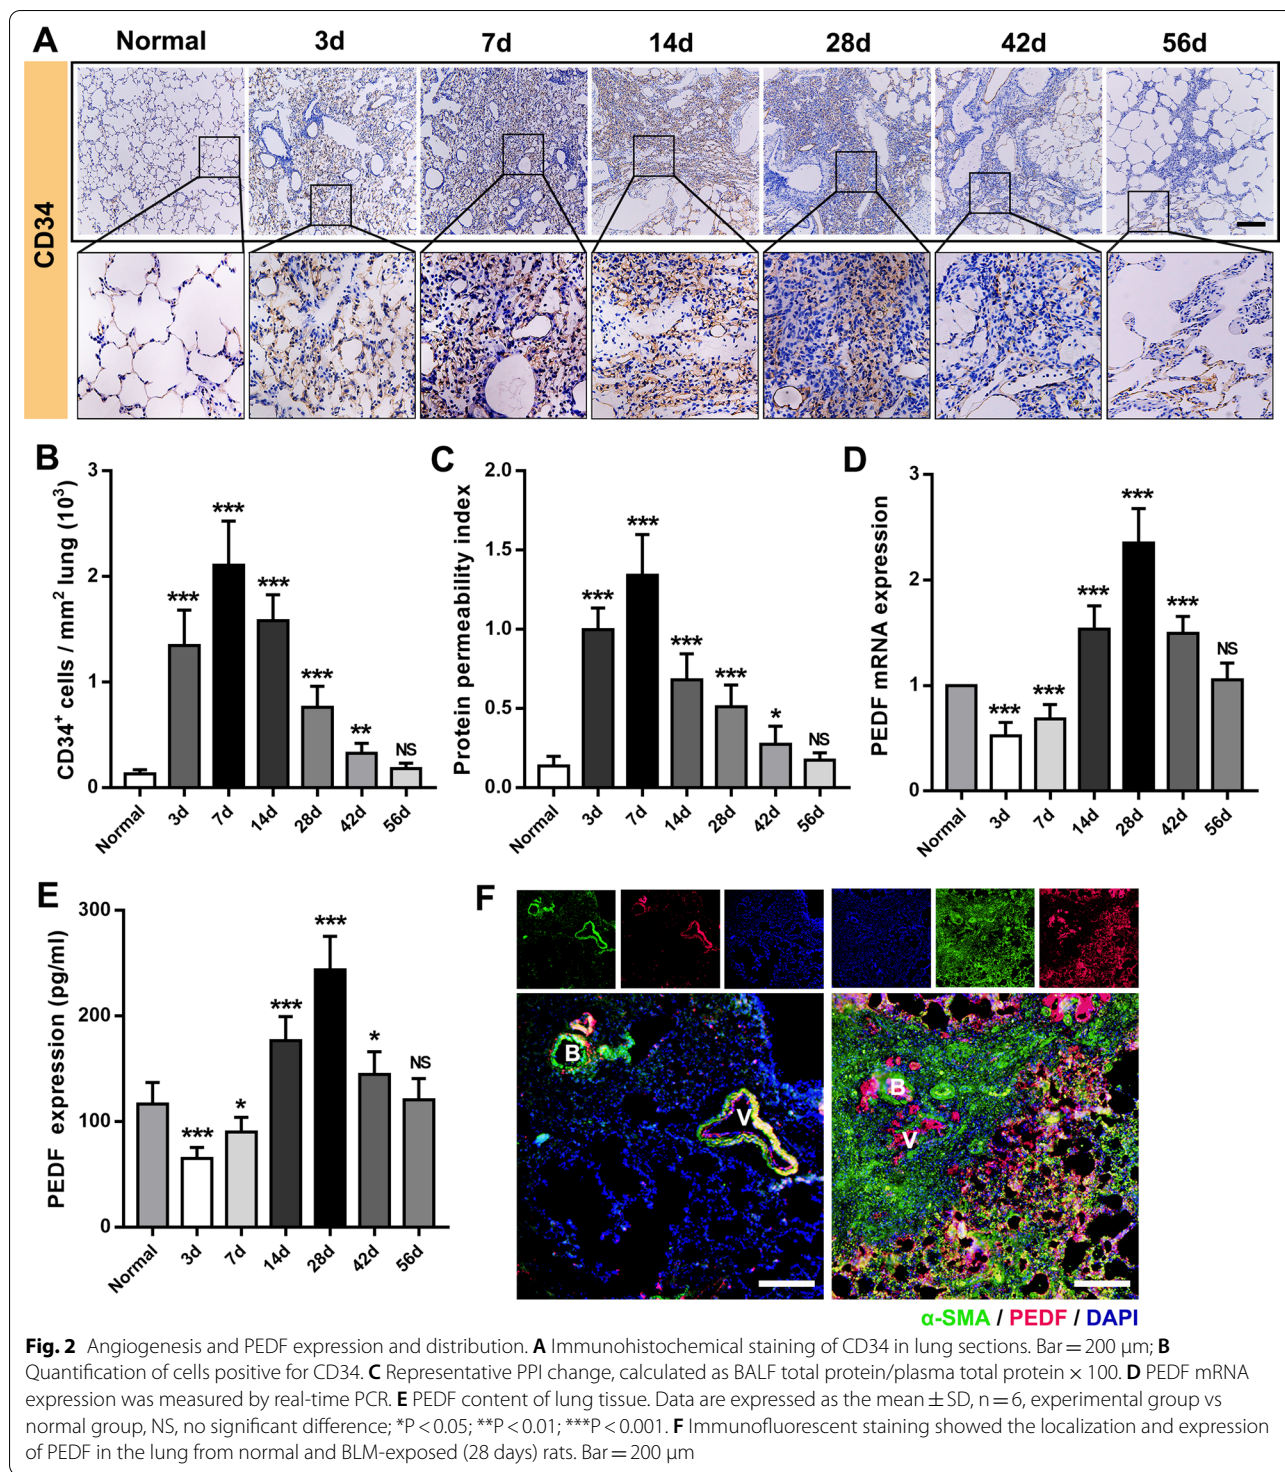 A
Normal 3d 7d 14d 28d 42d 56d
CD34
B
CD34⁺ cells / mm² lung (10³)
3
2
1
0
***
***
***
***
**
NS
Normal 3d 7d 14d 28d 42d 56d
C
Protein permeability index
2.0
1.5
1.0
0.5
0.0
***
***
***
***
*
NS
Normal 3d 7d 14d 28d 42d 56d
D
PEDF mRNA expression
3
2
1
0
***
***
***
***
***
NS
Normal 3d 7d 14d 28d 42d 56d
E
PEDF expression (pg/ml)
300
200
100
0
***
*
***
***
*
NS
Normal 3d 7d 14d 28d 42d 56d
F
B
V
B
V
α-SMA / PEDF / DAPI
Fig. 2 Angiogenesis and PEDF expression and distribution. A Immunohistochemical staining of CD34 in lung sections. Bar = 200 μm; B
Quantification of cells positive for CD34. C Representative PPI change, calculated as BALF total protein/plasma total protein × 100. D PEDF mRNA
expression was measured by real-time PCR. E PEDF content of lung tissue. Data are expressed as the mean ± SD, n = 6, experimental group vs
normal group, NS, no significant difference; *P < 0.05; **P < 0.01; ***P < 0.001. F Immunofluorescent staining showed the localization and expression
of PEDF in the lung from normal and BLM-exposed (28 days) rats. Bar = 200 μm